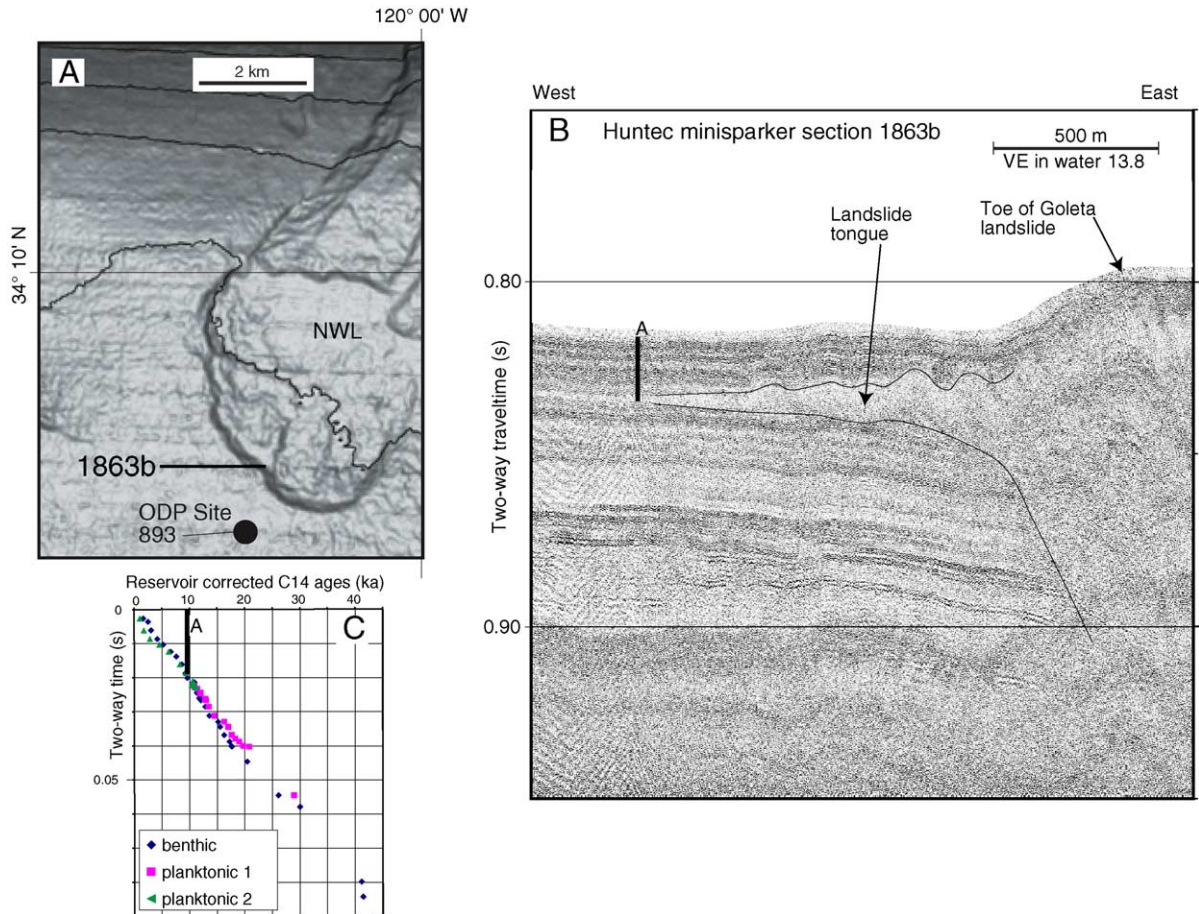 120° 00' W
A
2 km
34° 10' N
NWL
1863b
ODP Site
893
West
East
B
Huntec minisparker section 1863b
500 m
VE in water 13.8
Landslide
tongue
Toe of Goleta
landslide
0.80
A
Two-way traveltime (s)
0.90
Reservoir corrected C14 ages (ka)
0
10
20
30
40
A
C
0
Two-way time (s)
0.05
benthic
planktonic 1
planktonic 2